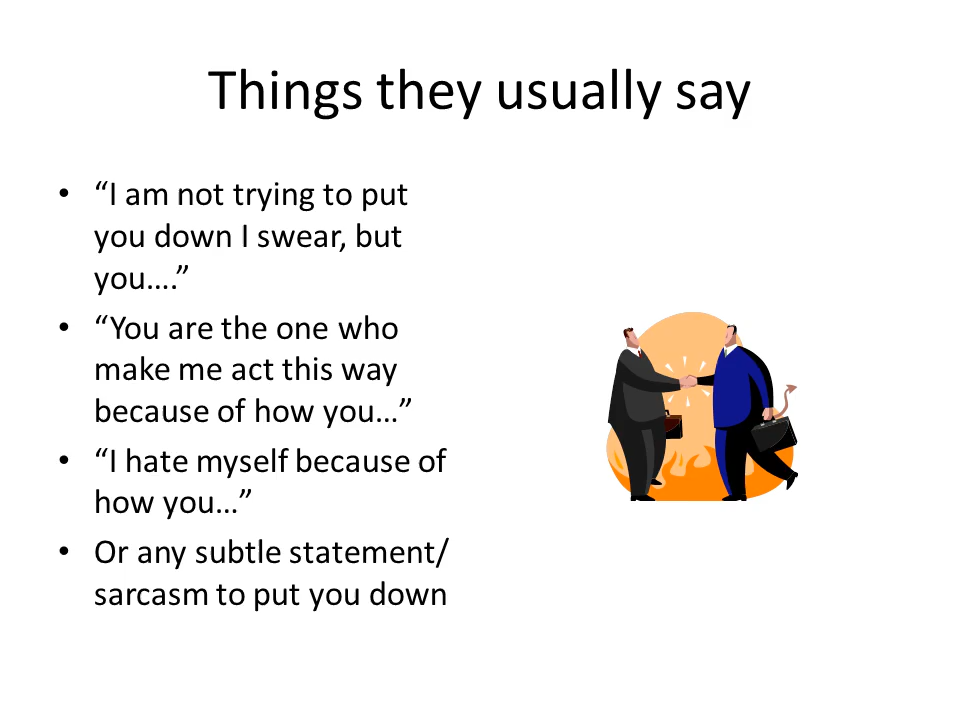 Things they usually say
• “I am not trying to put
you down I swear, but
you….”
• “You are the one who
make me act this way
because of how you…”
• “I hate myself because of
how you…”
• Or any subtle statement/
sarcasm to put you down